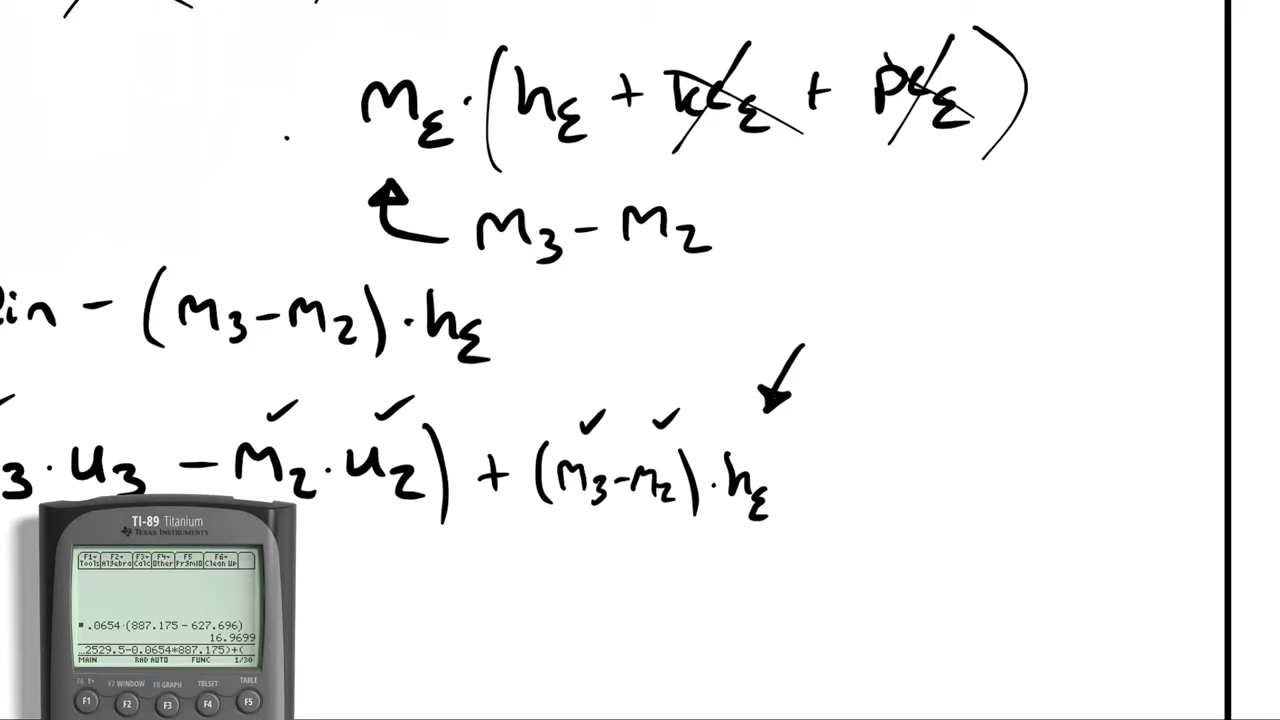 mε · (hε + keε + peε)
m3 - m2
in - (m3-m2) · hε
3 · u3 - m2 · u2) + (m3-m2) · hε
TI-89 Titanium
TEXAS INSTRUMENTS
F1 F2 F3 F4 F5 F6
Tools Algebra Calc Other PrgmIO Clean Up
.0654·(887.175 - 627.696)
16.9699
…2529.5-0.0654*887.175)+(
MAIN RAD AUTO FUNC 1/30
F6 Y= F7 WINDOW F8 GRAPH TBLSET TABLE
F1 F2 F3 F4 F5